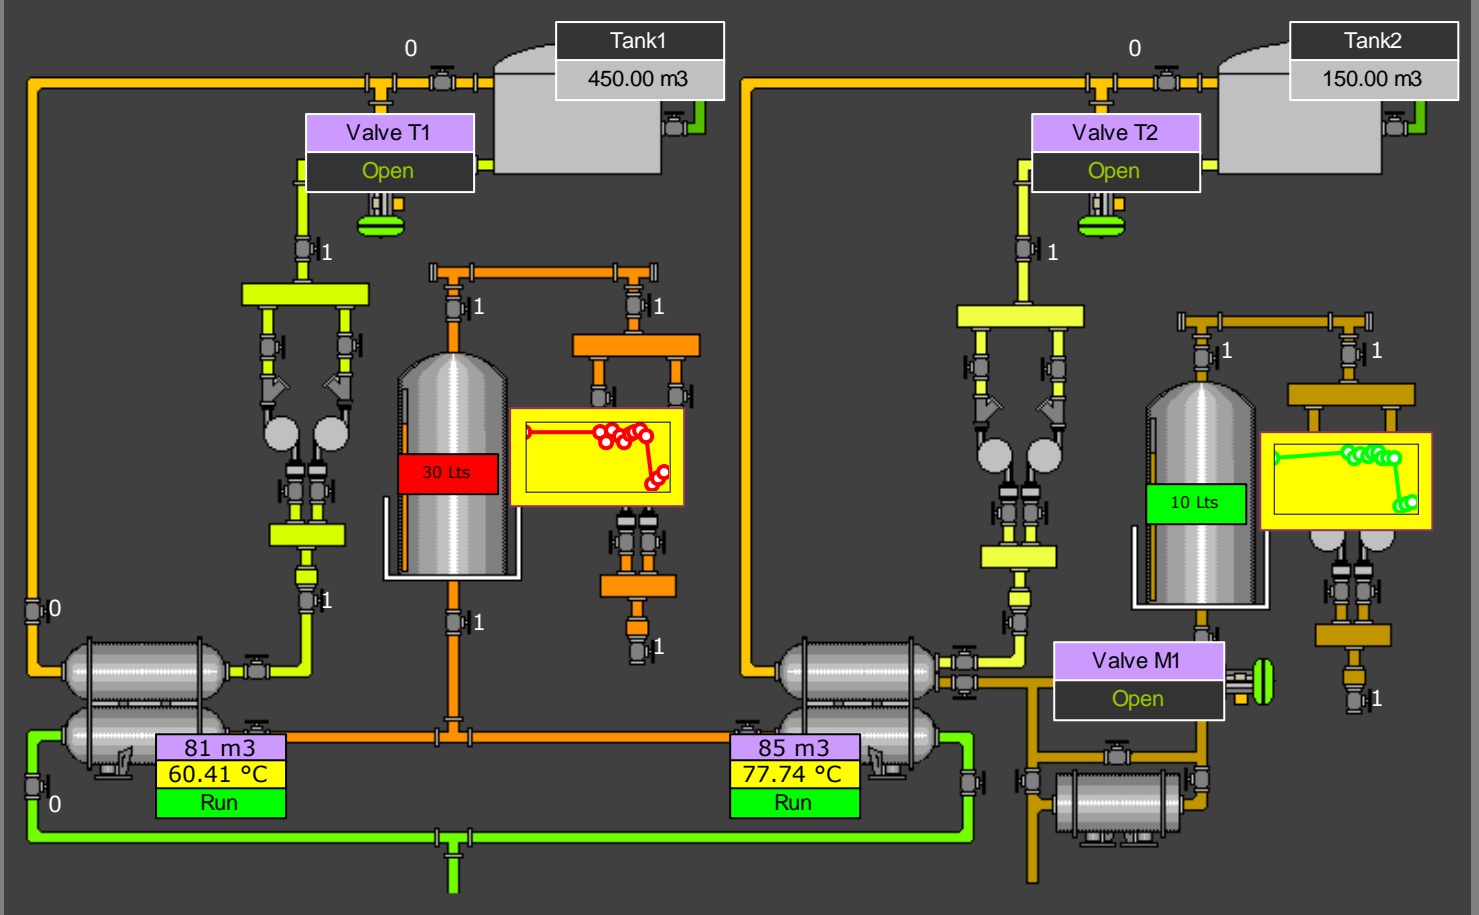 0
Tank1
450.00 m3
0
Tank2
150.00 m3
Valve T1
Open
Valve T2
Open
1
1
1
1
1
1
30 Lts
10 Lts
0
1
1
1
Valve M1
Open
1
81 m3
60.41 °C
Run
85 m3
77.74 °C
Run
0